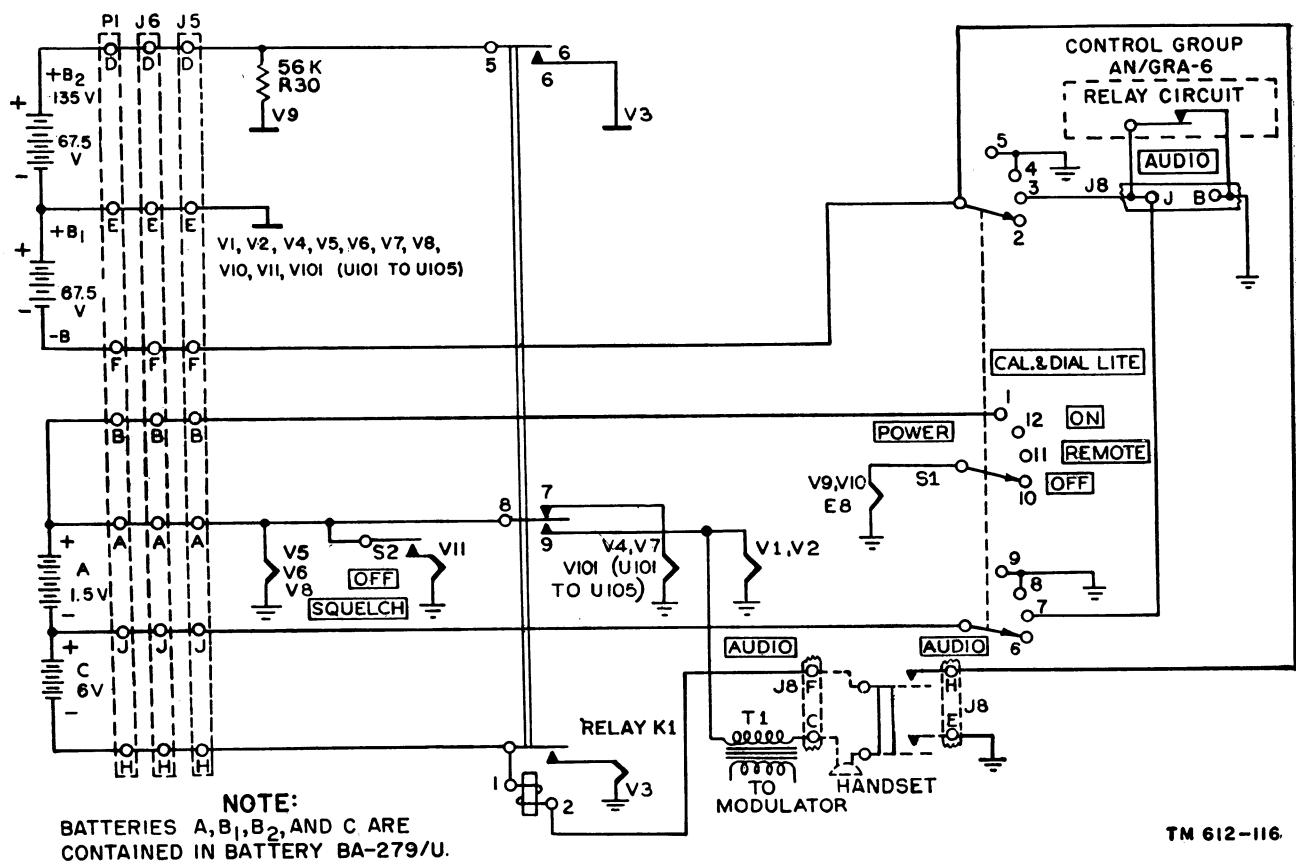 P1 J6 J5
D D D
+B2
135 V
+
67.5
V
-
56 K
R30
V9
5
6
6
V3
CONTROL GROUP
AN/GRA-6
RELAY CIRCUIT
AUDIO
5
4
3
2
J8
J
B
E E E
+B1
+
67.5
V
-
-B
V1, V2, V4, V5, V6, V7, V8,
V10, V11, V101 (U101 TO U105)
F F F
CAL.&DIAL LITE
B B B
1
12
ON
11
REMOTE
10
OFF
POWER
S1
V9,V10
E8
A A A
+
A
1.5V
-
V5
V6
V8
S2
OFF
SQUELCH
V11
8
7
9
V4, V7
V101 (U101
TO U105)
V1, V2
9
8
7
6
J J J
+
C
6V
-
AUDIO
AUDIO
J8
F
C
H
E
J8
T1
TO
MODULATOR
HANDSET
RELAY K1
H H H
1
2
V3
NOTE:
BATTERIES A,B1,B2, AND C ARE
CONTAINED IN BATTERY BA-279/U.
TM 612-116